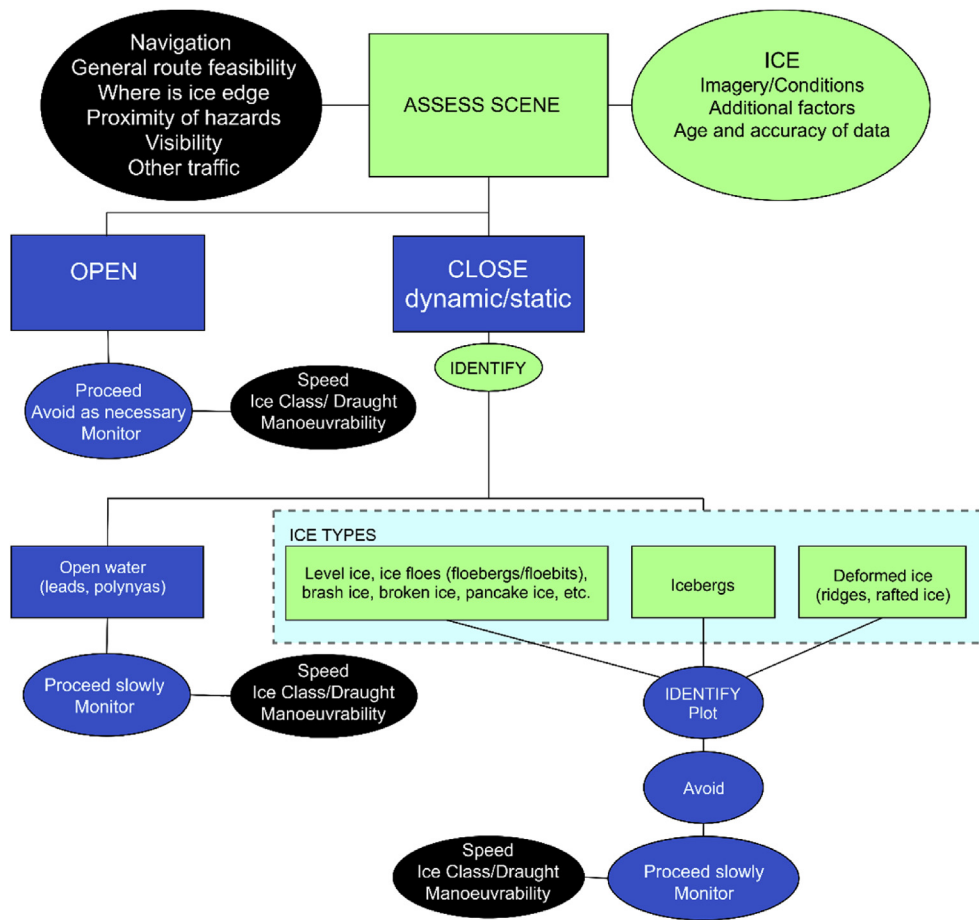 Navigation
General route feasibility
Where is ice edge
Proximity of hazards
Visibility
Other traffic
ASSESS SCENE
ICE
Imagery/Conditions
Additional factors
Age and accuracy of data
OPEN
CLOSE
dynamic/static
IDENTIFY
Proceed
Avoid as necessary
Monitor
Speed
Ice Class/ Draught
Manoeuvrability
ICE TYPES
Open water
(leads, polynyas)
Level ice, ice floes (floebergs/floebits),
brash ice, broken ice, pancake ice, etc.
Icebergs
Deformed ice
(ridges, rafted ice)
Proceed slowly
Monitor
Speed
Ice Class/Draught
Manoeuvrability
IDENTIFY
Plot
Avoid
Speed
Ice Class/Draught
Manoeuvrability
Proceed slowly
Monitor